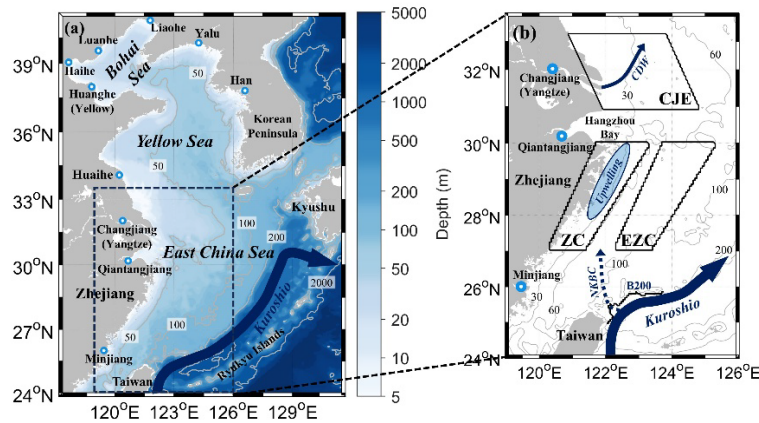 (a)
Liaohe
Yalu
Luanhe
Bohai
Sea
Haihe
Huanghe
(Yellow)
50
Han
Korean
Peninsula
Yellow Sea
50
Huaihe
100
Kyushu
200
Changjiang
(Yangtze)
East China Sea
Qiantangjiang
2000
Zhejiang
Kuroshio
50
100
Ryukyu Islands
Minjiang
Taiwan
39°N
36°N
33°N
30°N
27°N
24°N
120°E
123°E
126°E
129°E
5000
2000
1000
500
200
100
50
20
10
5
Depth (m)
(b)
60
CDW
Changjiang
(Yangtze)
30
CJE
Hangzhou
Bay
Qiantangjiang
Zhejiang
Upwelling
100
ZC
EZC
200
NKBC
100
B200
Minjiang
30
60
Kuroshio
Taiwan
32°N
30°N
28°N
26°N
24°N
120°E
122°E
124°E
126°E